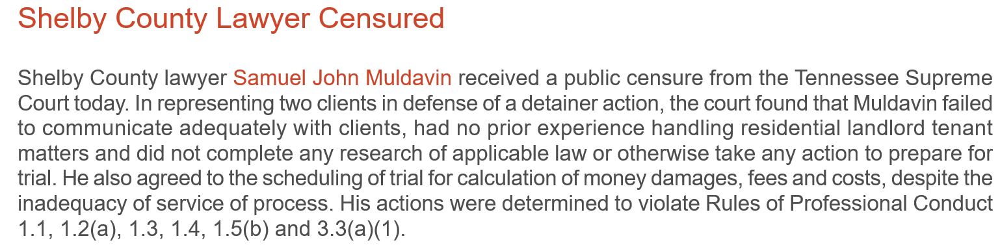 Shelby County Lawyer Censured
Shelby County lawyer Samuel John Muldavin received a public censure from the Tennessee Supreme
Court today. In representing two clients in defense of a detainer action, the court found that Muldavin failed
to communicate adequately with clients, had no prior experience handling residential landlord tenant
matters and did not complete any research of applicable law or otherwise take any action to prepare for
trial. He also agreed to the scheduling of trial for calculation of money damages, fees and costs, despite the
inadequacy of service of process. His actions were determined to violate Rules of Professional Conduct
1.1, 1.2(a), 1.3, 1.4, 1.5(b) and 3.3(a)(1).